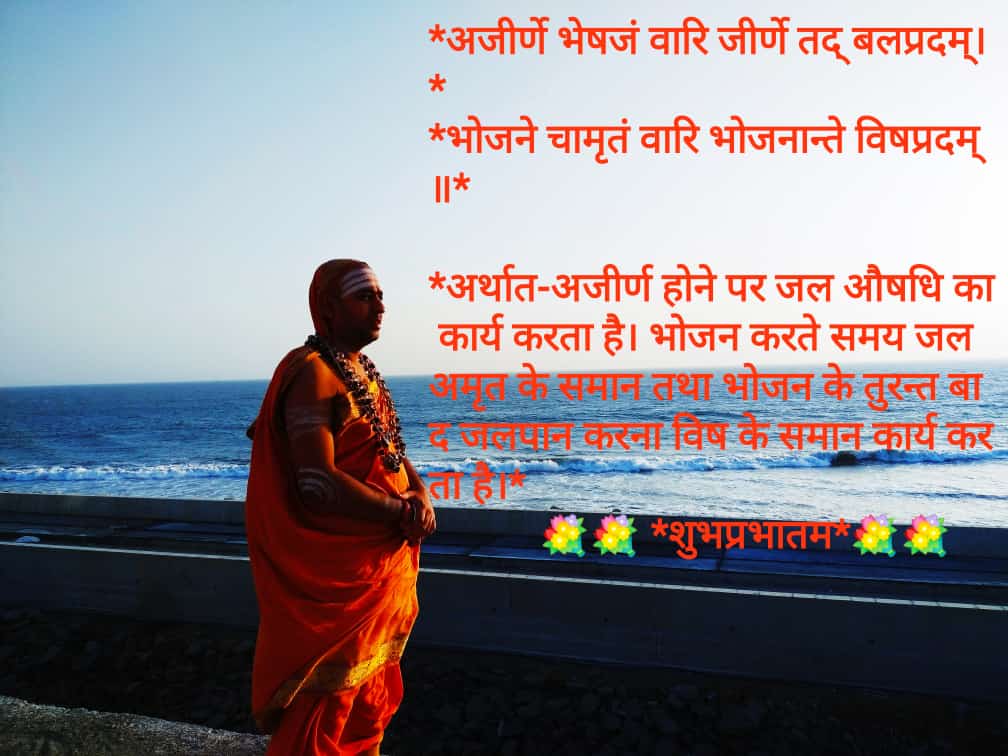 *अजीर्णे भेषजं वारि जीर्णे तद् बलप्रदम्।
*
*भोजने चामृतं वारि भोजनान्ते विषप्रदम्
॥*
*अर्थात-अजीर्ण होने पर जल औषधि का
कार्य करता है। भोजन करते समय जल
अमृत के समान तथा भोजन के तुरन्त बा
द जलपान करना विष के समान कार्य कर
ता है।*
💐💐 *शुभप्रभातम*💐💐